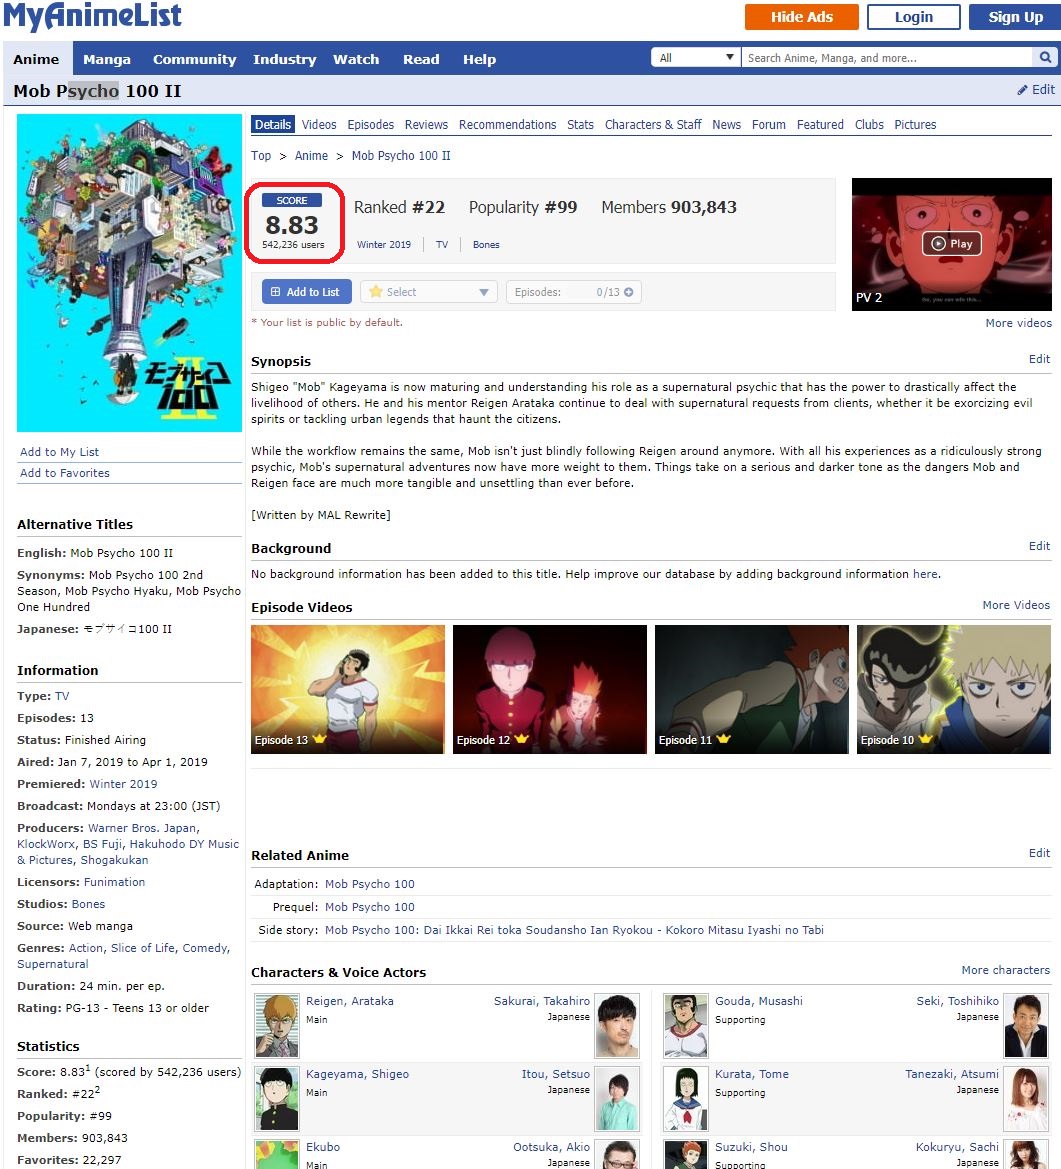 MyAnimeList
Hide Ads
Login
Sign Up
Anime
Manga
Community
Industry
Watch
Read
Help
All
Search Anime, Manga, and more...
Mob Psycho 100 II
Edit
Details
Videos
Episodes
Reviews
Recommendations
Stats
Characters & Staff
News
Forum
Featured
Clubs
Pictures
Top > Anime > Mob Psycho 100 II
SCORE
8.83
542,236 users
Ranked #22
Popularity #99
Members 903,843
Winter 2019
TV
Bones
Add to List
Select
Episodes: 0/13
* Your list is public by default.
Play
PV 2
More videos
モブサイコ
100
II
Add to My List
Add to Favorites
Alternative Titles
English: Mob Psycho 100 II
Synonyms: Mob Psycho 100 2nd
Season, Mob Psycho Hyaku, Mob Psycho
One Hundred
Japanese: モブサイコ100 II
Information
Type: TV
Episodes: 13
Status: Finished Airing
Aired: Jan 7, 2019 to Apr 1, 2019
Premiered: Winter 2019
Broadcast: Mondays at 23:00 (JST)
Producers: Warner Bros. Japan,
KlockWorx, BS Fuji, Hakuhodo DY Music
& Pictures, Shogakukan
Licensors: Funimation
Studios: Bones
Source: Web manga
Genres: Action, Slice of Life, Comedy,
Supernatural
Duration: 24 min. per ep.
Rating: PG-13 - Teens 13 or older
Statistics
Score: 8.83¹ (scored by 542,236 users)
Ranked: #22²
Popularity: #99
Members: 903,843
Favorites: 22,297
Synopsis
Edit
Shigeo "Mob" Kageyama is now maturing and understanding his role as a supernatural psychic that has the power to drastically affect the
livelihood of others. He and his mentor Reigen Arataka continue to deal with supernatural requests from clients, whether it be exorcizing evil
spirits or tackling urban legends that haunt the citizens.
While the workflow remains the same, Mob isn't just blindly following Reigen around anymore. With all his experiences as a ridiculously strong
psychic, Mob's supernatural adventures now have more weight to them. Things take on a serious and darker tone as the dangers Mob and
Reigen face are much more tangible and unsettling than ever before.
[Written by MAL Rewrite]
Background
Edit
No background information has been added to this title. Help improve our database by adding background information here.
Episode Videos
More Videos
Episode 13
Episode 12
Episode 11
Episode 10
Related Anime
Edit
Adaptation: Mob Psycho 100
Prequel: Mob Psycho 100
Side story: Mob Psycho 100: Dai Ikkai Rei toka Soudansho Ian Ryokou - Kokoro Mitasu Iyashi no Tabi
Characters & Voice Actors
More characters
Reigen, Arataka
Main
Sakurai, Takahiro
Japanese
Gouda, Musashi
Supporting
Seki, Toshihiko
Japanese
Kageyama, Shigeo
Main
Itou, Setsuo
Japanese
Kurata, Tome
Supporting
Tanezaki, Atsumi
Japanese
Ekubo
Main
Ootsuka, Akio
Japanese
Suzuki, Shou
Supporting
Kokuryu, Sachi
Japanese